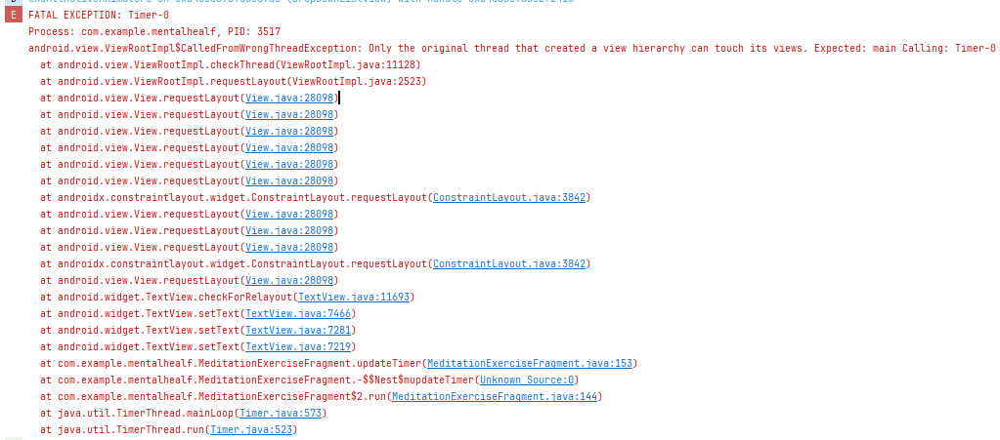 E FATAL EXCEPTION: Timer-0
Process: com.example.mentalhealf, PID: 3517
android.view.ViewRootImpl$CalledFromWrongThreadException: Only the original thread that created a view hierarchy can touch its views. Expected: main Calling: Timer-0
at android.view.ViewRootImpl.checkThread(ViewRootImpl.java:11128)
at android.view.ViewRootImpl.requestLayout(ViewRootImpl.java:2523)
at android.view.View.requestLayout(View.java:28098)
at android.view.View.requestLayout(View.java:28098)
at android.view.View.requestLayout(View.java:28098)
at android.view.View.requestLayout(View.java:28098)
at android.view.View.requestLayout(View.java:28098)
at android.view.View.requestLayout(View.java:28098)
at androidx.constraintlayout.widget.ConstraintLayout.requestLayout(ConstraintLayout.java:3842)
at android.view.View.requestLayout(View.java:28098)
at android.view.View.requestLayout(View.java:28098)
at android.view.View.requestLayout(View.java:28098)
at androidx.constraintlayout.widget.ConstraintLayout.requestLayout(ConstraintLayout.java:3842)
at android.view.View.requestLayout(View.java:28098)
at android.widget.TextView.checkForRelayout(TextView.java:11693)
at android.widget.TextView.setText(TextView.java:7466)
at android.widget.TextView.setText(TextView.java:7281)
at android.widget.TextView.setText(TextView.java:7219)
at com.example.mentalhealf.MeditationExerciseFragment.updateTimer(MeditationExerciseFragment.java:153)
at com.example.mentalhealf.MeditationExerciseFragment.-$$Nest$mupdateTimer(Unknown Source:0)
at com.example.mentalhealf.MeditationExerciseFragment$2.run(MeditationExerciseFragment.java:144)
at java.util.TimerThread.mainLoop(Timer.java:573)
at java.util.TimerThread.run(Timer.java:523)